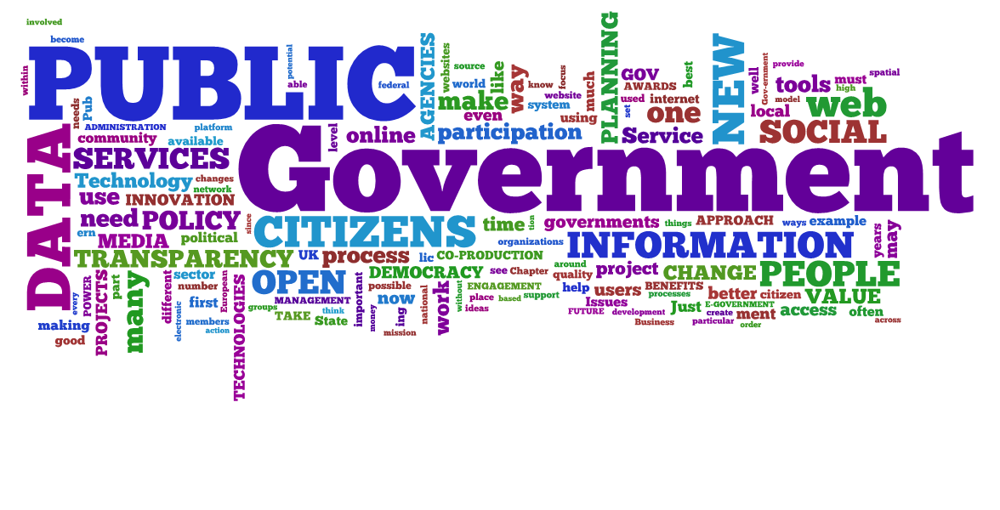 involved
become
within
PUBLIC
potential
able
federal
AGENCIES
websites
source
world
like
make
even
way
know
focus
website
system
much
using
PLANNING
GOV
AWARDS
used
set
internet
one
Service
best
NEW
well
gov-ernment
provide
tools
must
high
spatial
model
local
web
SOCIAL
needs
Pub
ADMINISTRATION
platform
community
available
level
online
participation
DATA
SERVICES
Government
Technology
changes
network
use
INNOVATION
need
POLICY
since
CITIZENS
time
tion
governments
things
APPROACH
ways
example
ern
MEDIA
political
organizations
INFORMATION
years
may
TRANSPARENCY
UK
process
lic
CO-PRODUCTION
every
POWER
PROJECTS
part
many
different
sector
number
European
TECHNOLOGIES
OPEN
DEMOCRACY
see
Chapter
around
quality
project
CHANGE
PEOPLE
first
groups
MANAGEMENT
important
possible
now
without
ENGAGEMENT
place
based
support
help
users
BENEFITS
processes
better
citizen
VALUE
making
good
electronic
members
action
TAKE
think
State
money
ing
mission
national
work
ideas
Issues
FUTURE
development
Business
Just
E-GOVERNMENT
create
particular
ment
order
access
often
across